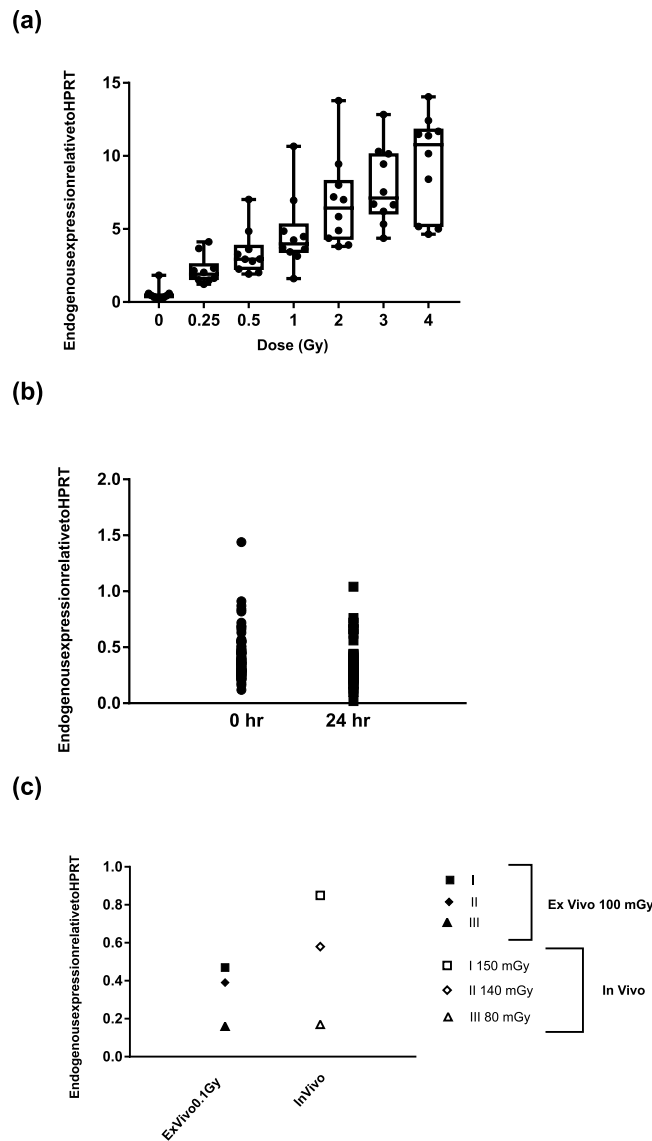 (a)
EndogenousexpressionrelativetoHPRT
15
10
5
0
0 0.25 0.5 1 2 3 4
Dose (Gy)
(b)
EndogenousexpressionrelativetoHPRT
2.0
1.5
1.0
0.5
0.0
0 hr 24 hr
(c)
EndogenousexpressionrelativetoHPRT
1.0
0.8
0.6
0.4
0.2
0.0
ExVivo0.1Gy InVivo
I
II
III
Ex Vivo 100 mGy
I 150 mGy
II 140 mGy
III 80 mGy
In Vivo